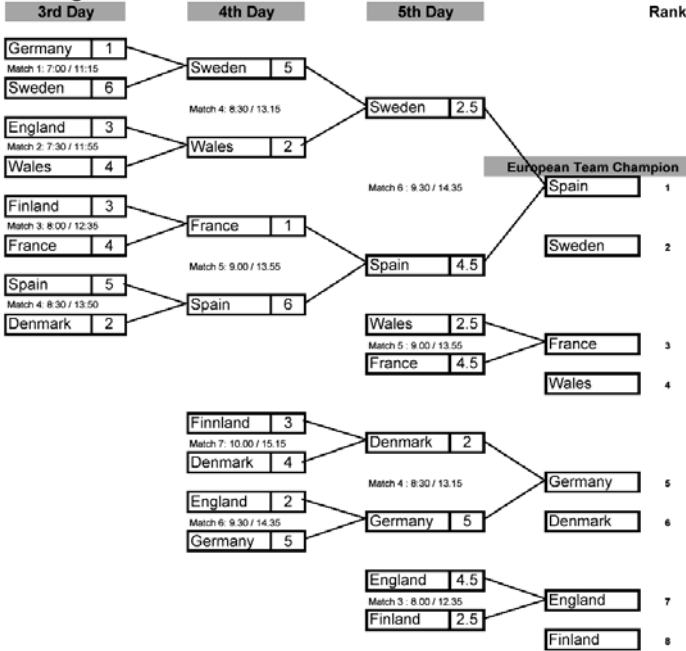 3rd Day 4th Day 5th Day Rank
Germany 1
Match 1: 7:00 / 11:15
Sweden 6
England 3
Match 2: 7:30 / 11:55
Wales 4
Finland 3
Match 3: 8:00 / 12:35
France 4
Spain 5
Match 4: 8:30 / 13:50
Denmark 2
Sweden 5
Match 4: 8:30 / 13.15
Wales 2
France 1
Match 5: 9.00 / 13.55
Spain 6
Finnland 3
Match 7: 10.00 / 15.15
Denmark 4
England 2
Match 6: 9.30 / 14.35
Germany 5
Sweden 2.5
Match 6 : 9.30 / 14.35
Spain 4.5
Wales 2.5
Match 5 : 9.00 / 13.55
France 4.5
Denmark 2
Match 4 : 8:30 / 13.15
Germany 5
England 4.5
Match 3 : 8.00 / 12.35
Finland 2.5
European Team Champion
Spain 1
Sweden 2
France 3
Wales 4
Germany 5
Denmark 6
England 7
Finland 8